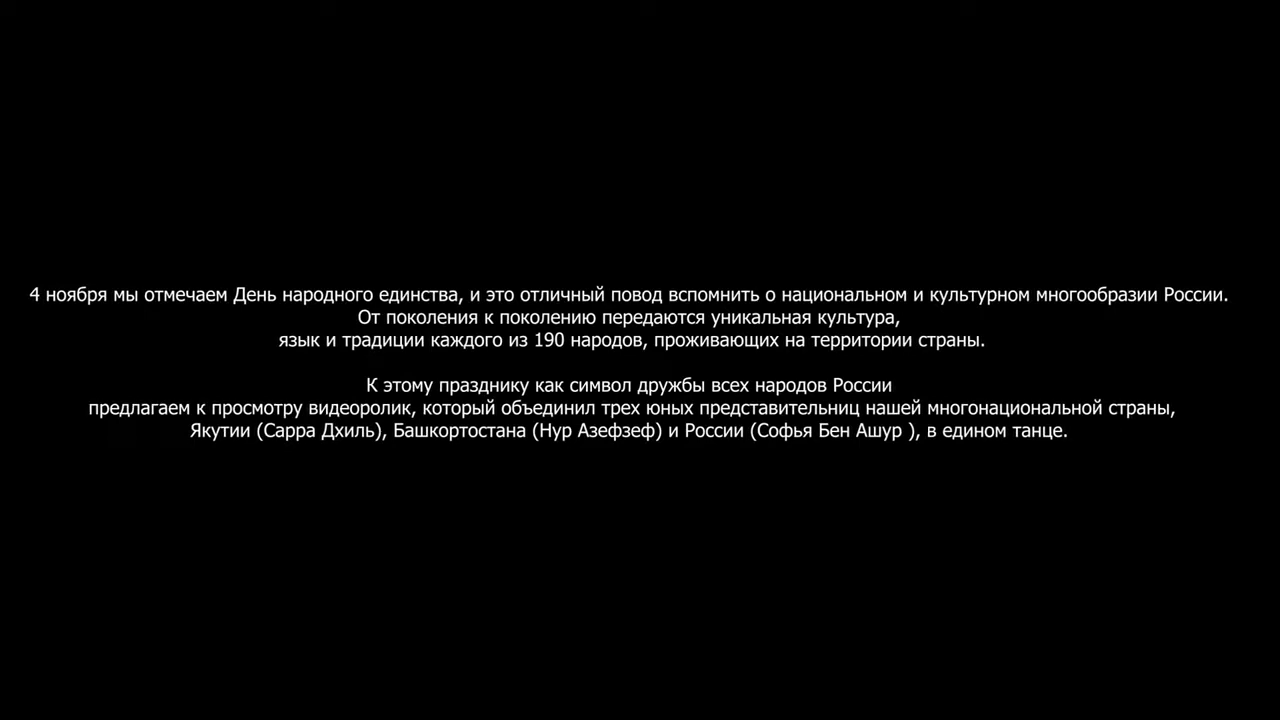 4 ноября мы отмечаем День народного единства, и это отличный повод вспомнить о национальном и культурном многообразии России.
От поколения к поколению передаются уникальная культура,
язык и традиции каждого из 190 народов, проживающих на территории страны.
К этому празднику как символ дружбы всех народов России
предлагаем к просмотру видеоролик, который объединил трех юных представительниц нашей многонациональной страны,
Якутии (Сарра Дхиль), Башкортостана (Нур Азефзеф) и России (Софья Бен Ашур ), в едином танце.